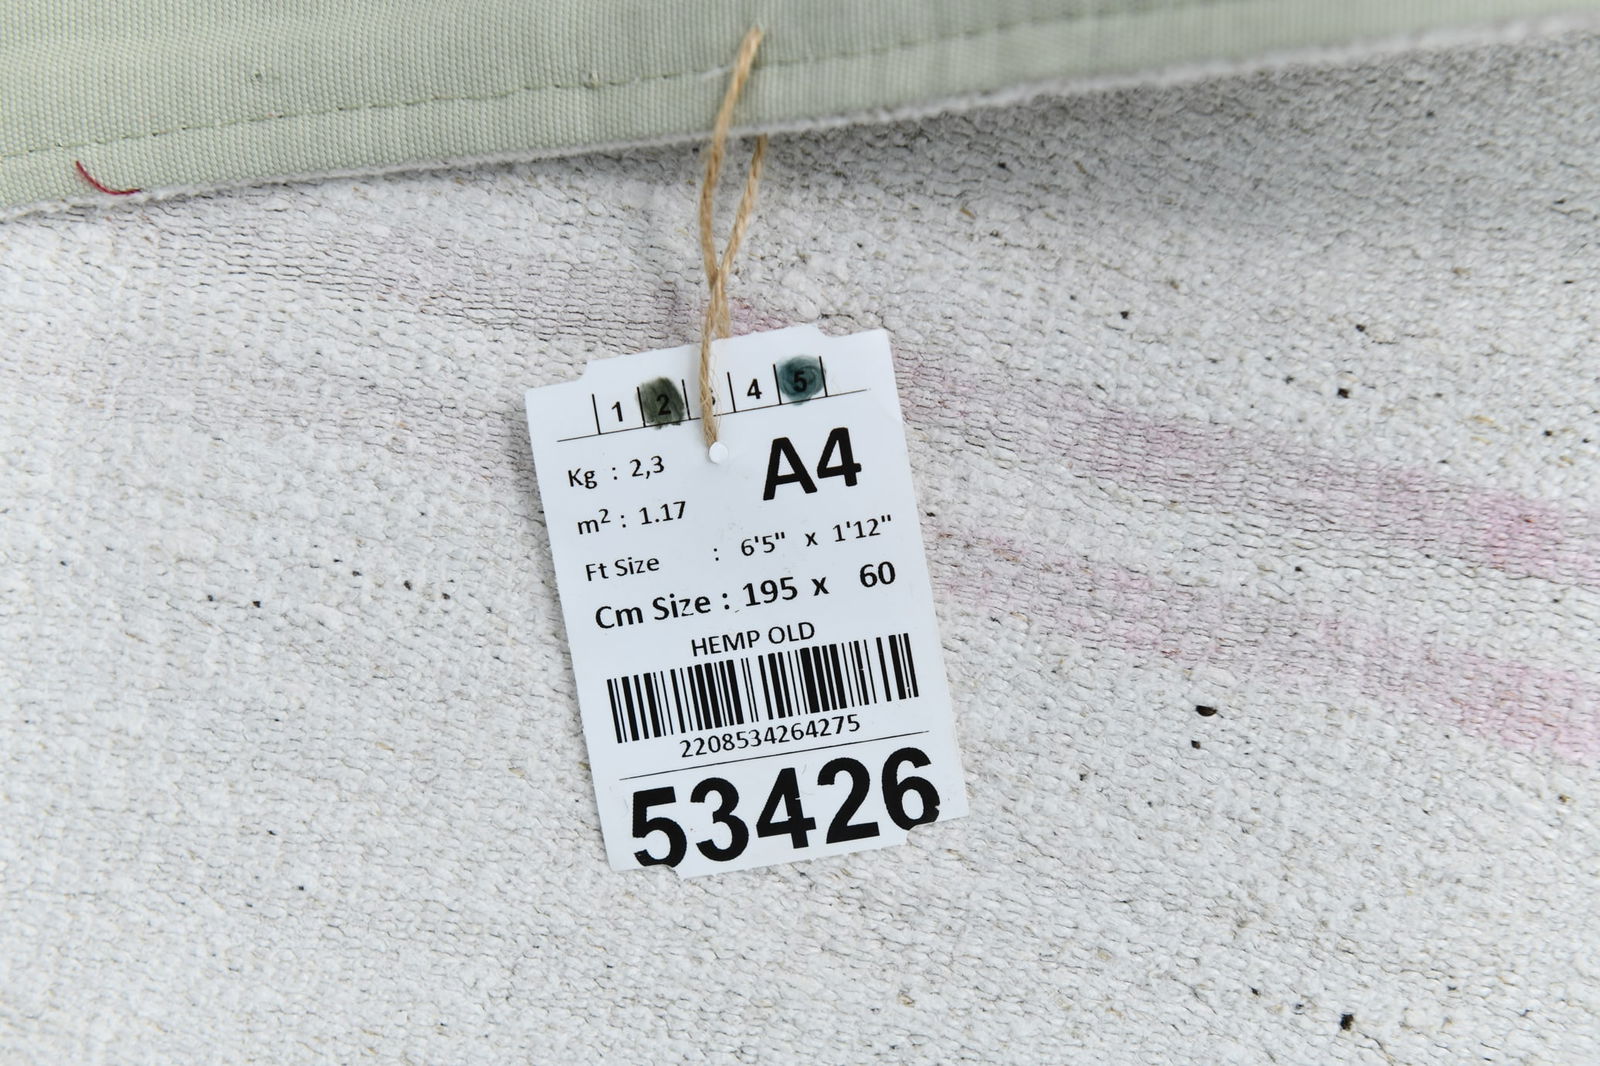 1 2 4 5
A4
Kg : 2,3
m² : 1.17
Ft Size : 6'5" x 1'12"
Cm Size : 195 x 60
HEMP OLD
2208534264275
53426